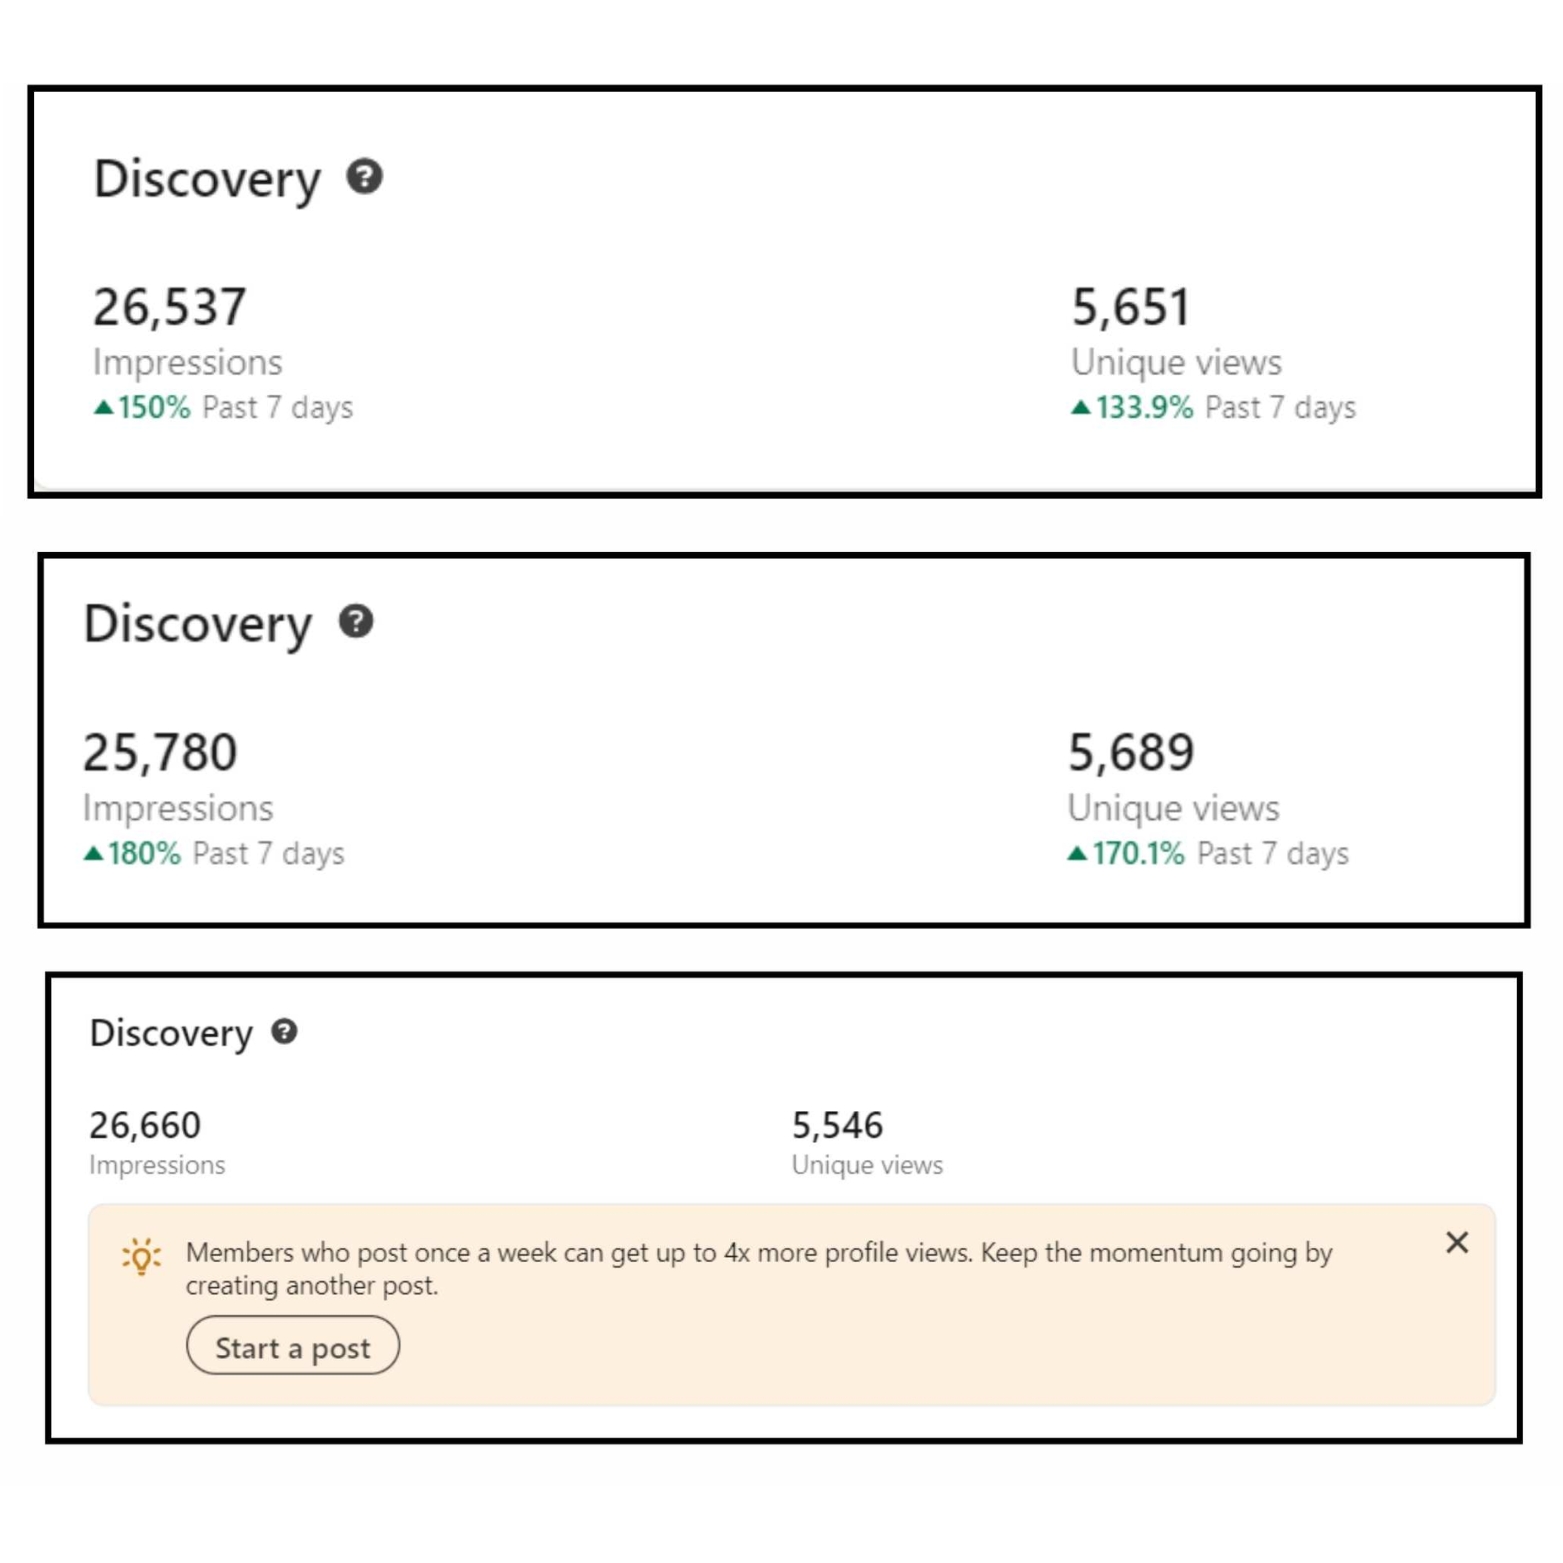 Discovery
26,537
Impressions
▲150% Past 7 days
5,651
Unique views
▲133.9% Past 7 days
Discovery
25,780
Impressions
▲180% Past 7 days
5,689
Unique views
▲170.1% Past 7 days
Discovery
26,660
Impressions
5,546
Unique views
Members who post once a week can get up to 4x more profile views. Keep the momentum going by
creating another post.
Start a post